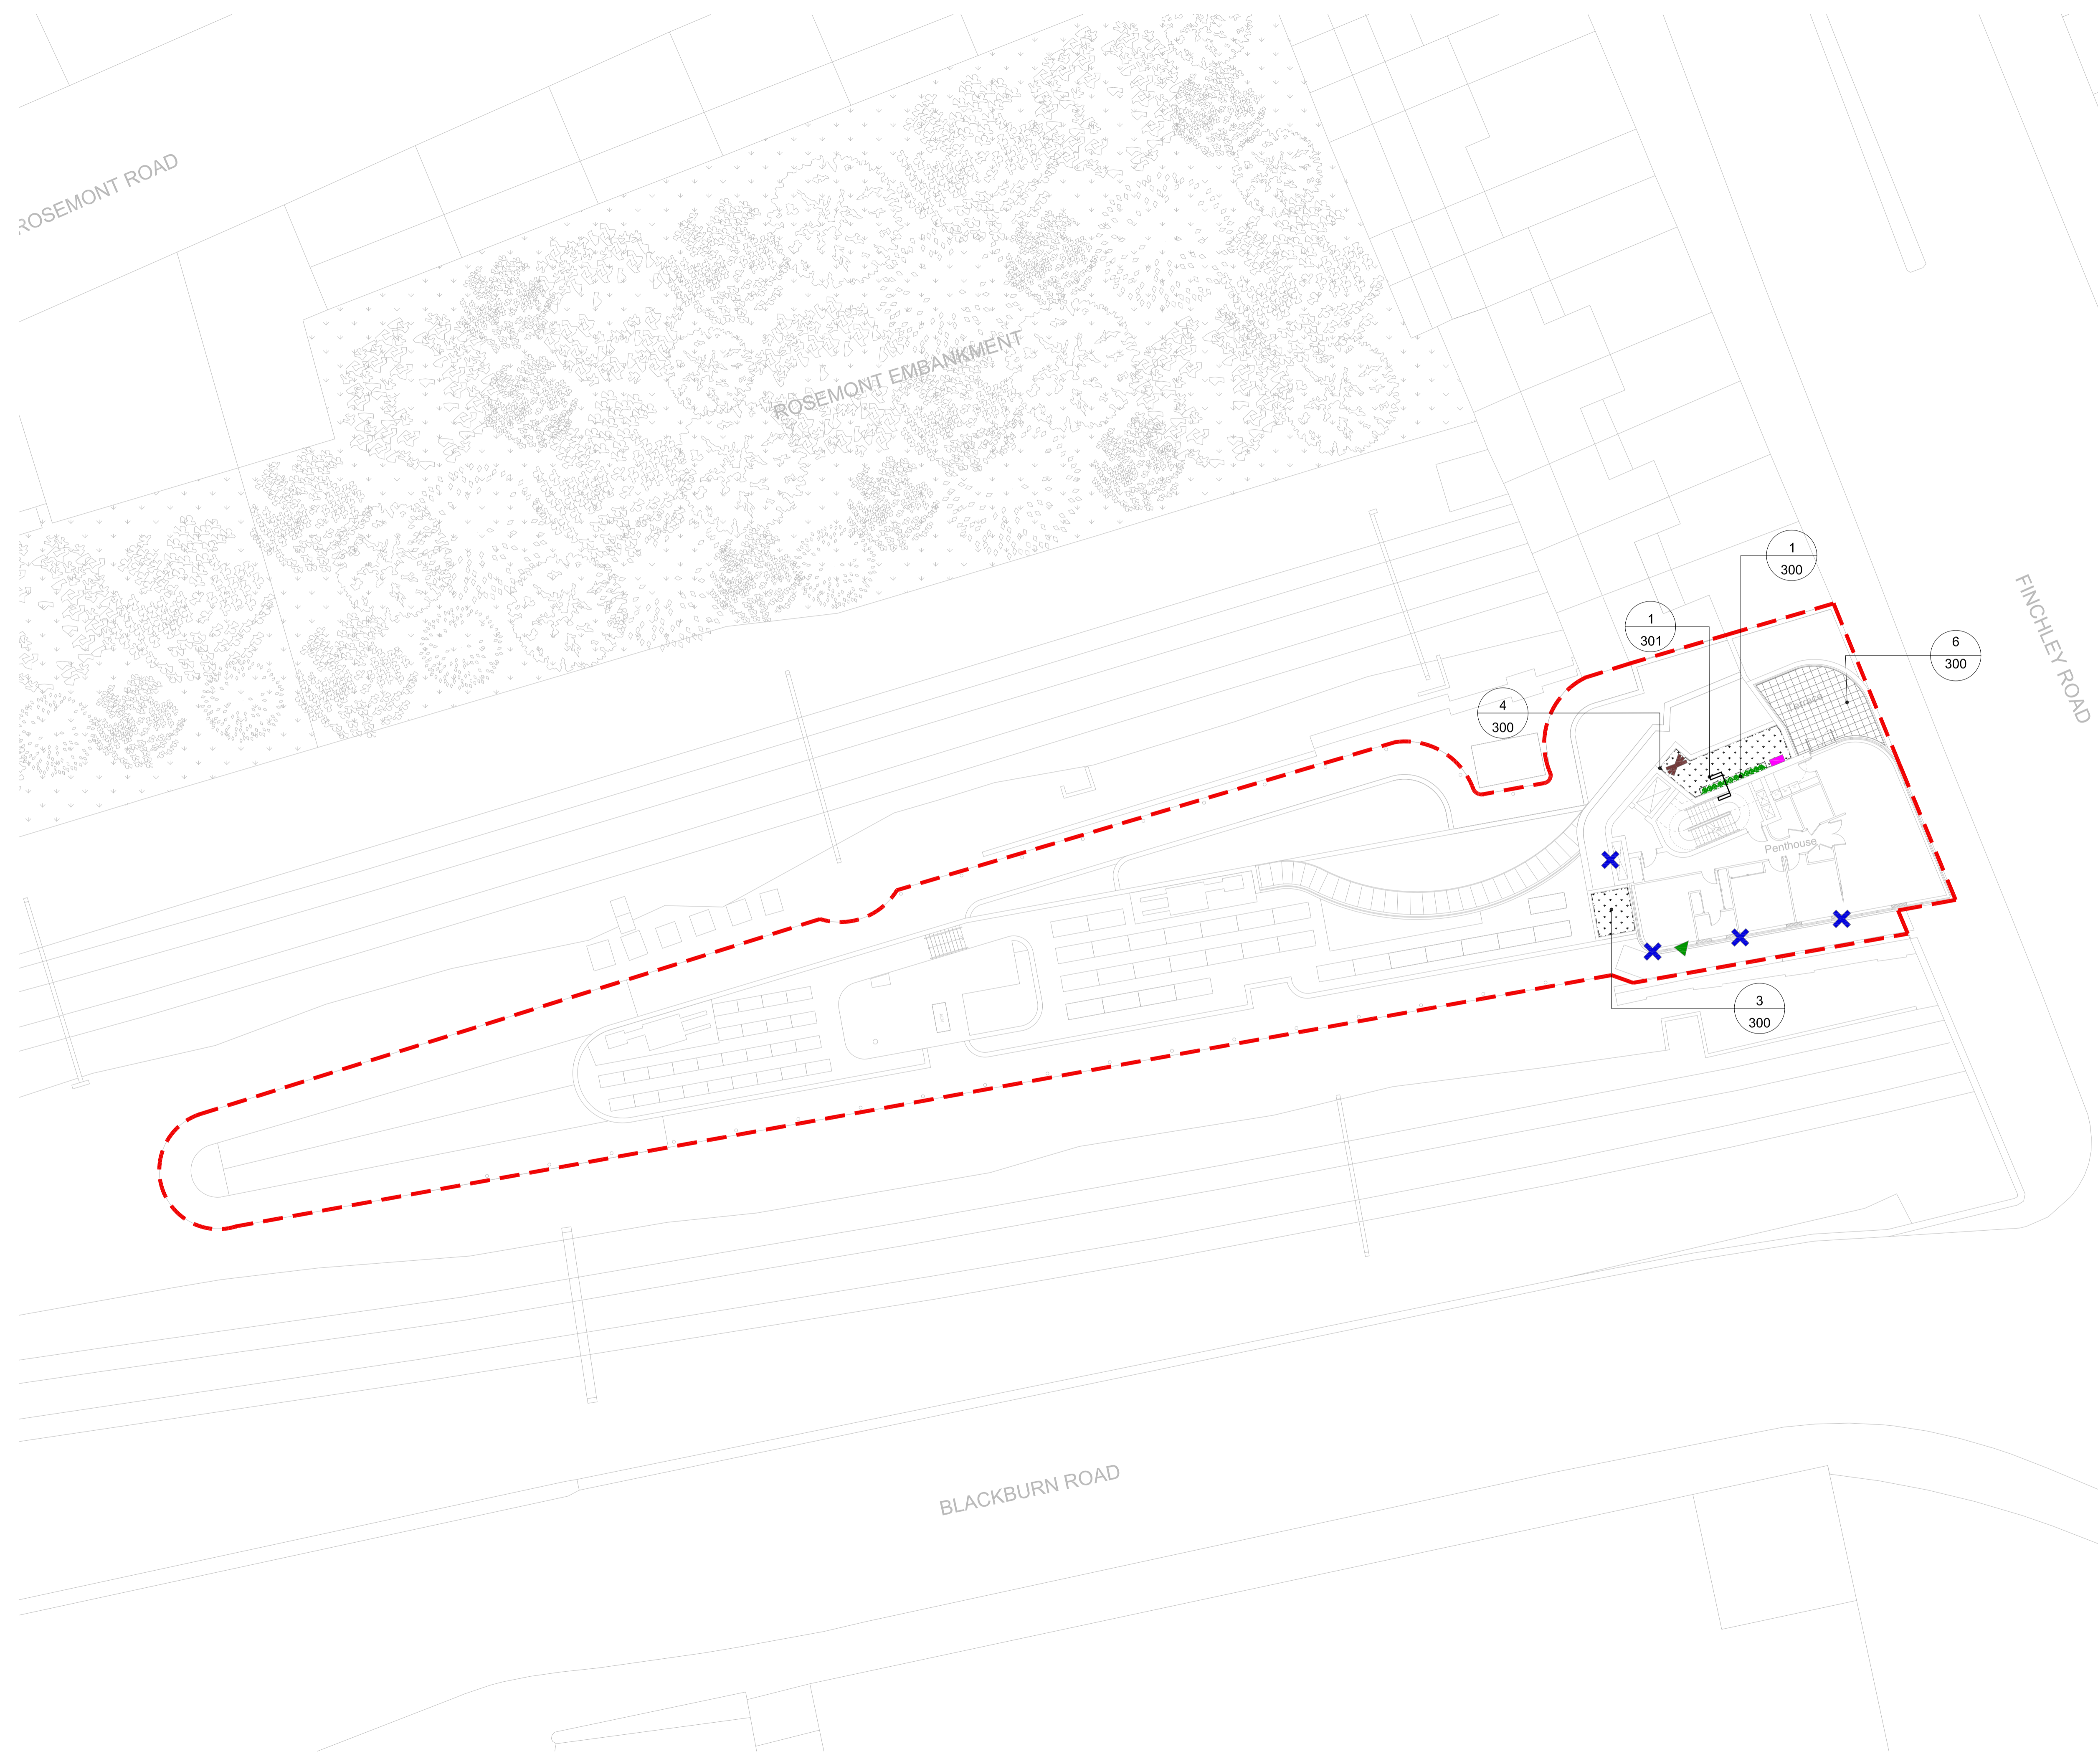 ROSEMONT ROAD
ROSEMONT EMBANKMENT
1
300
FINCHLEY ROAD
1
301
6
300
4
300
Terrace
Penthouse
3
300
BLACKBURN ROAD